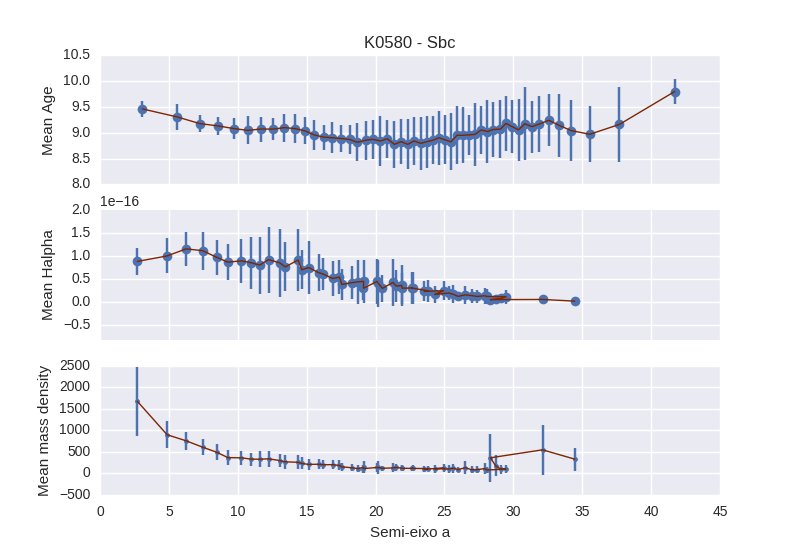 K0580 - Sbc
Mean Age
10.5
10.0
9.5
9.0
8.5
8.0
1e−16
Mean Halpha
2.0
1.5
1.0
0.5
0.0
−0.5
Mean mass density
2500
2000
1500
1000
500
0
−500
0 5 10 15 20 25 30 35 40 45
Semi-eixo a